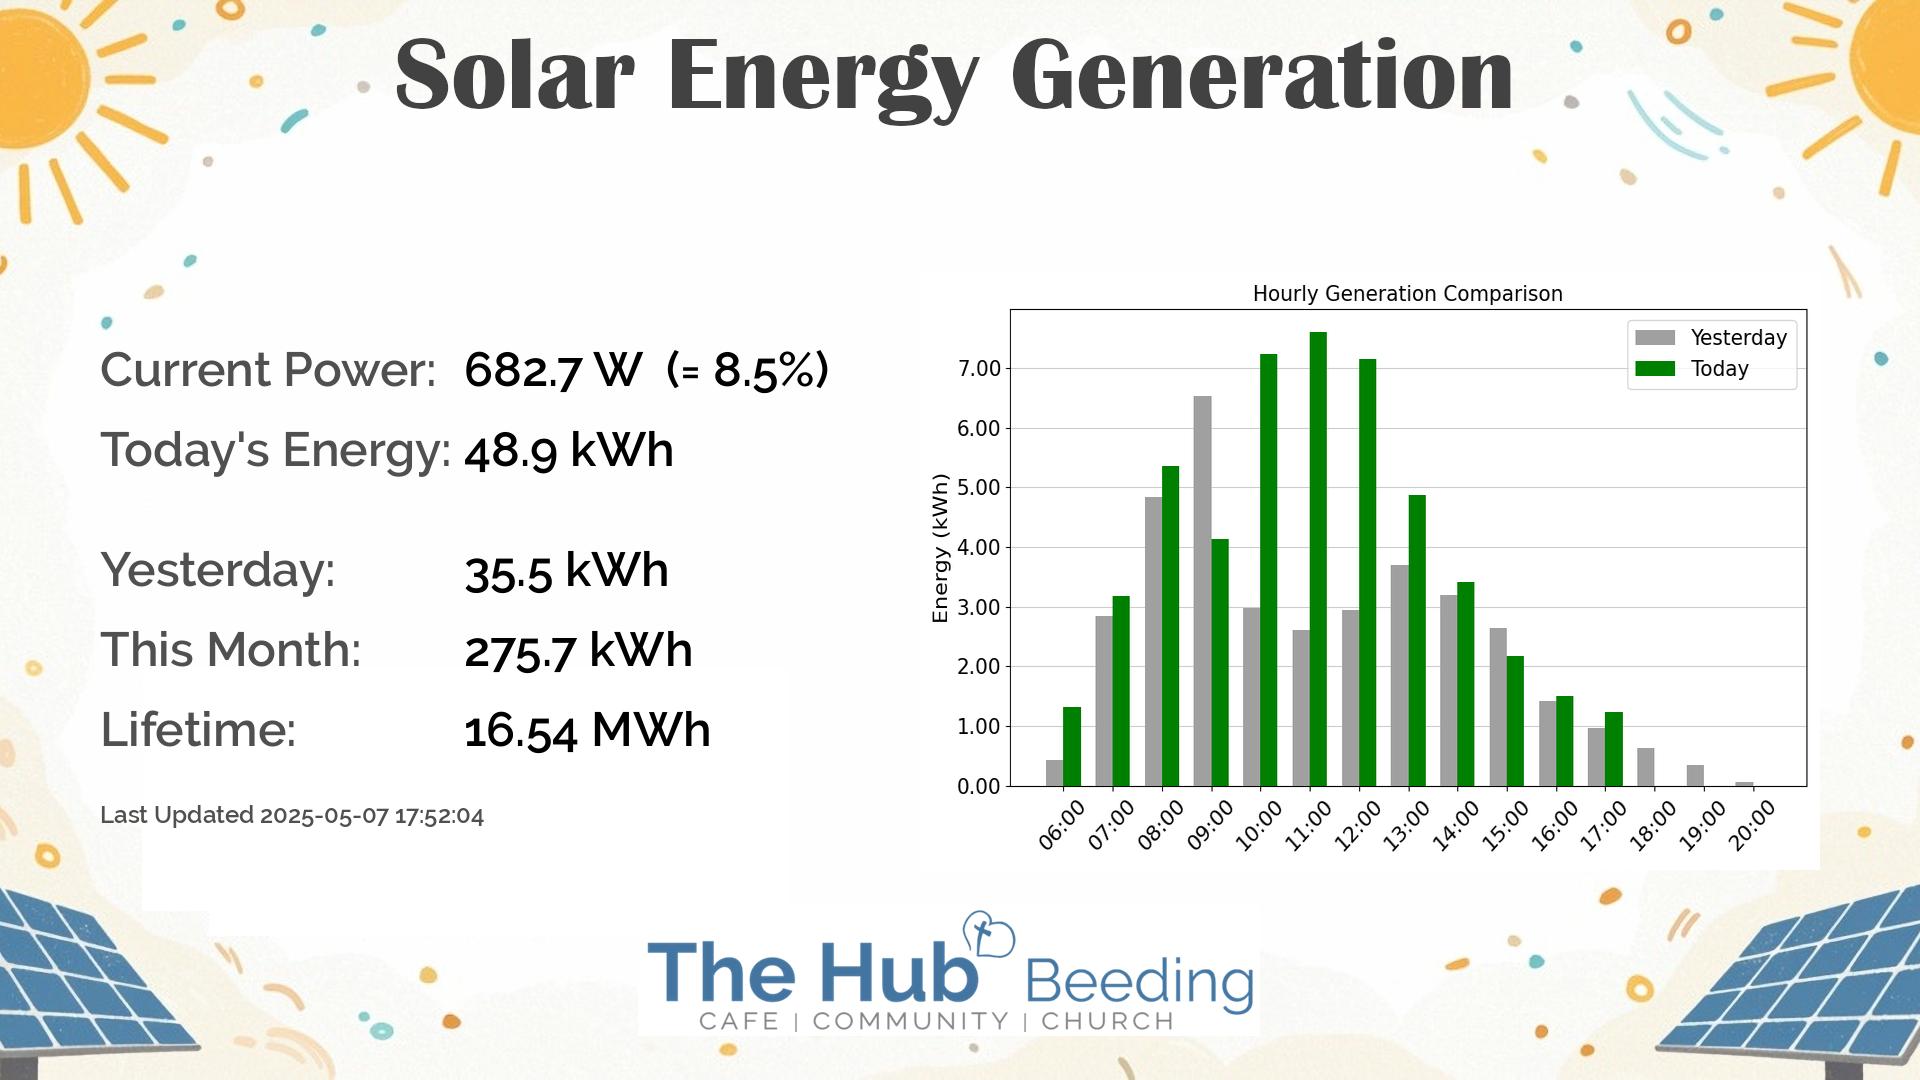 Solar Energy Generation
Current Power: 682.7 W (= 8.5%)
Today's Energy: 48.9 kWh
Yesterday: 35.5 kWh
This Month: 275.7 kWh
Lifetime: 16.54 MWh
Last Updated 2025-05-07 17:52:04
Hourly Generation Comparison
Yesterday
Today
Energy (kWh)
7.00
6.00
5.00
4.00
3.00
2.00
1.00
0.00
06:00 07:00 08:00 09:00 10:00 11:00 12:00 13:00 14:00 15:00 16:00 17:00 18:00 19:00 20:00
The Hub Beeding
CAFE | COMMUNITY | CHURCH